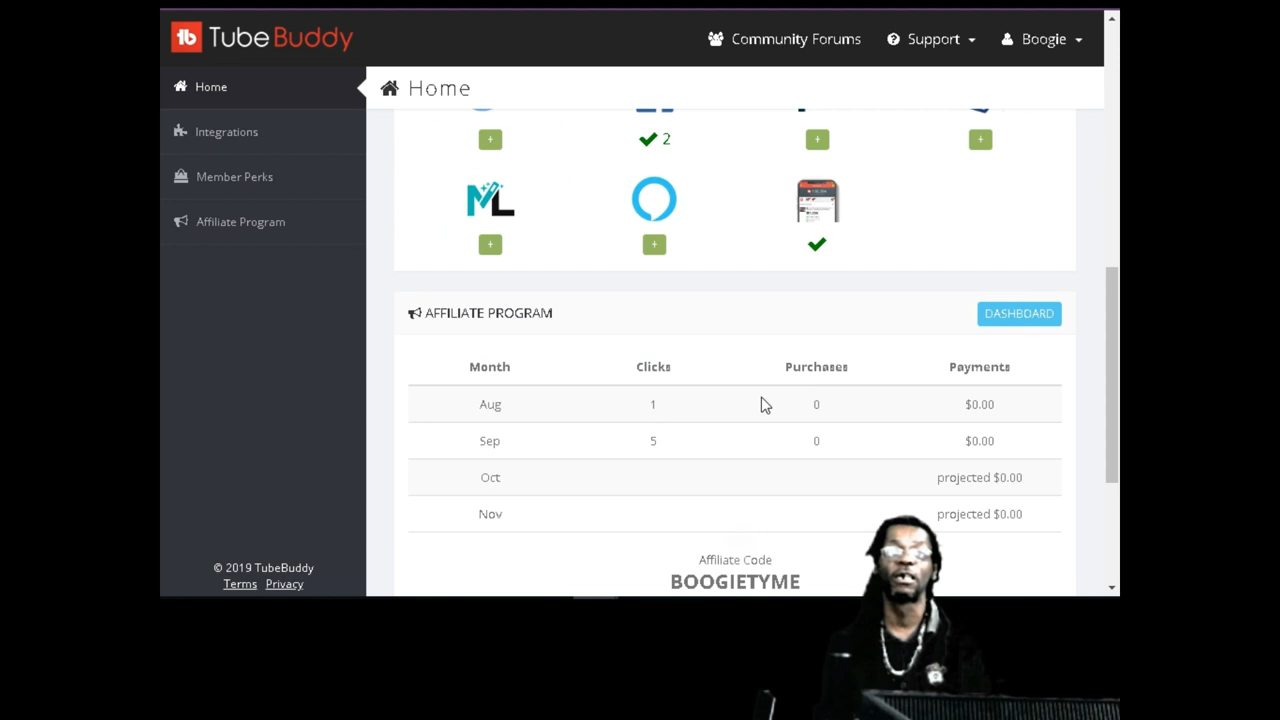 TubeBuddy
Community Forums
Support
Boogie
Home
Integrations
Member Perks
Affiliate Program
© 2019 TubeBuddy
Terms Privacy
Home
+ 2 + +
ML
+ +
AFFILIATE PROGRAM
DASHBOARD
Month Clicks Purchases Payments
Aug 1 0 $0.00
Sep 5 0 $0.00
Oct projected $0.00
Nov projected $0.00
Affiliate Code
BOOGIETYME